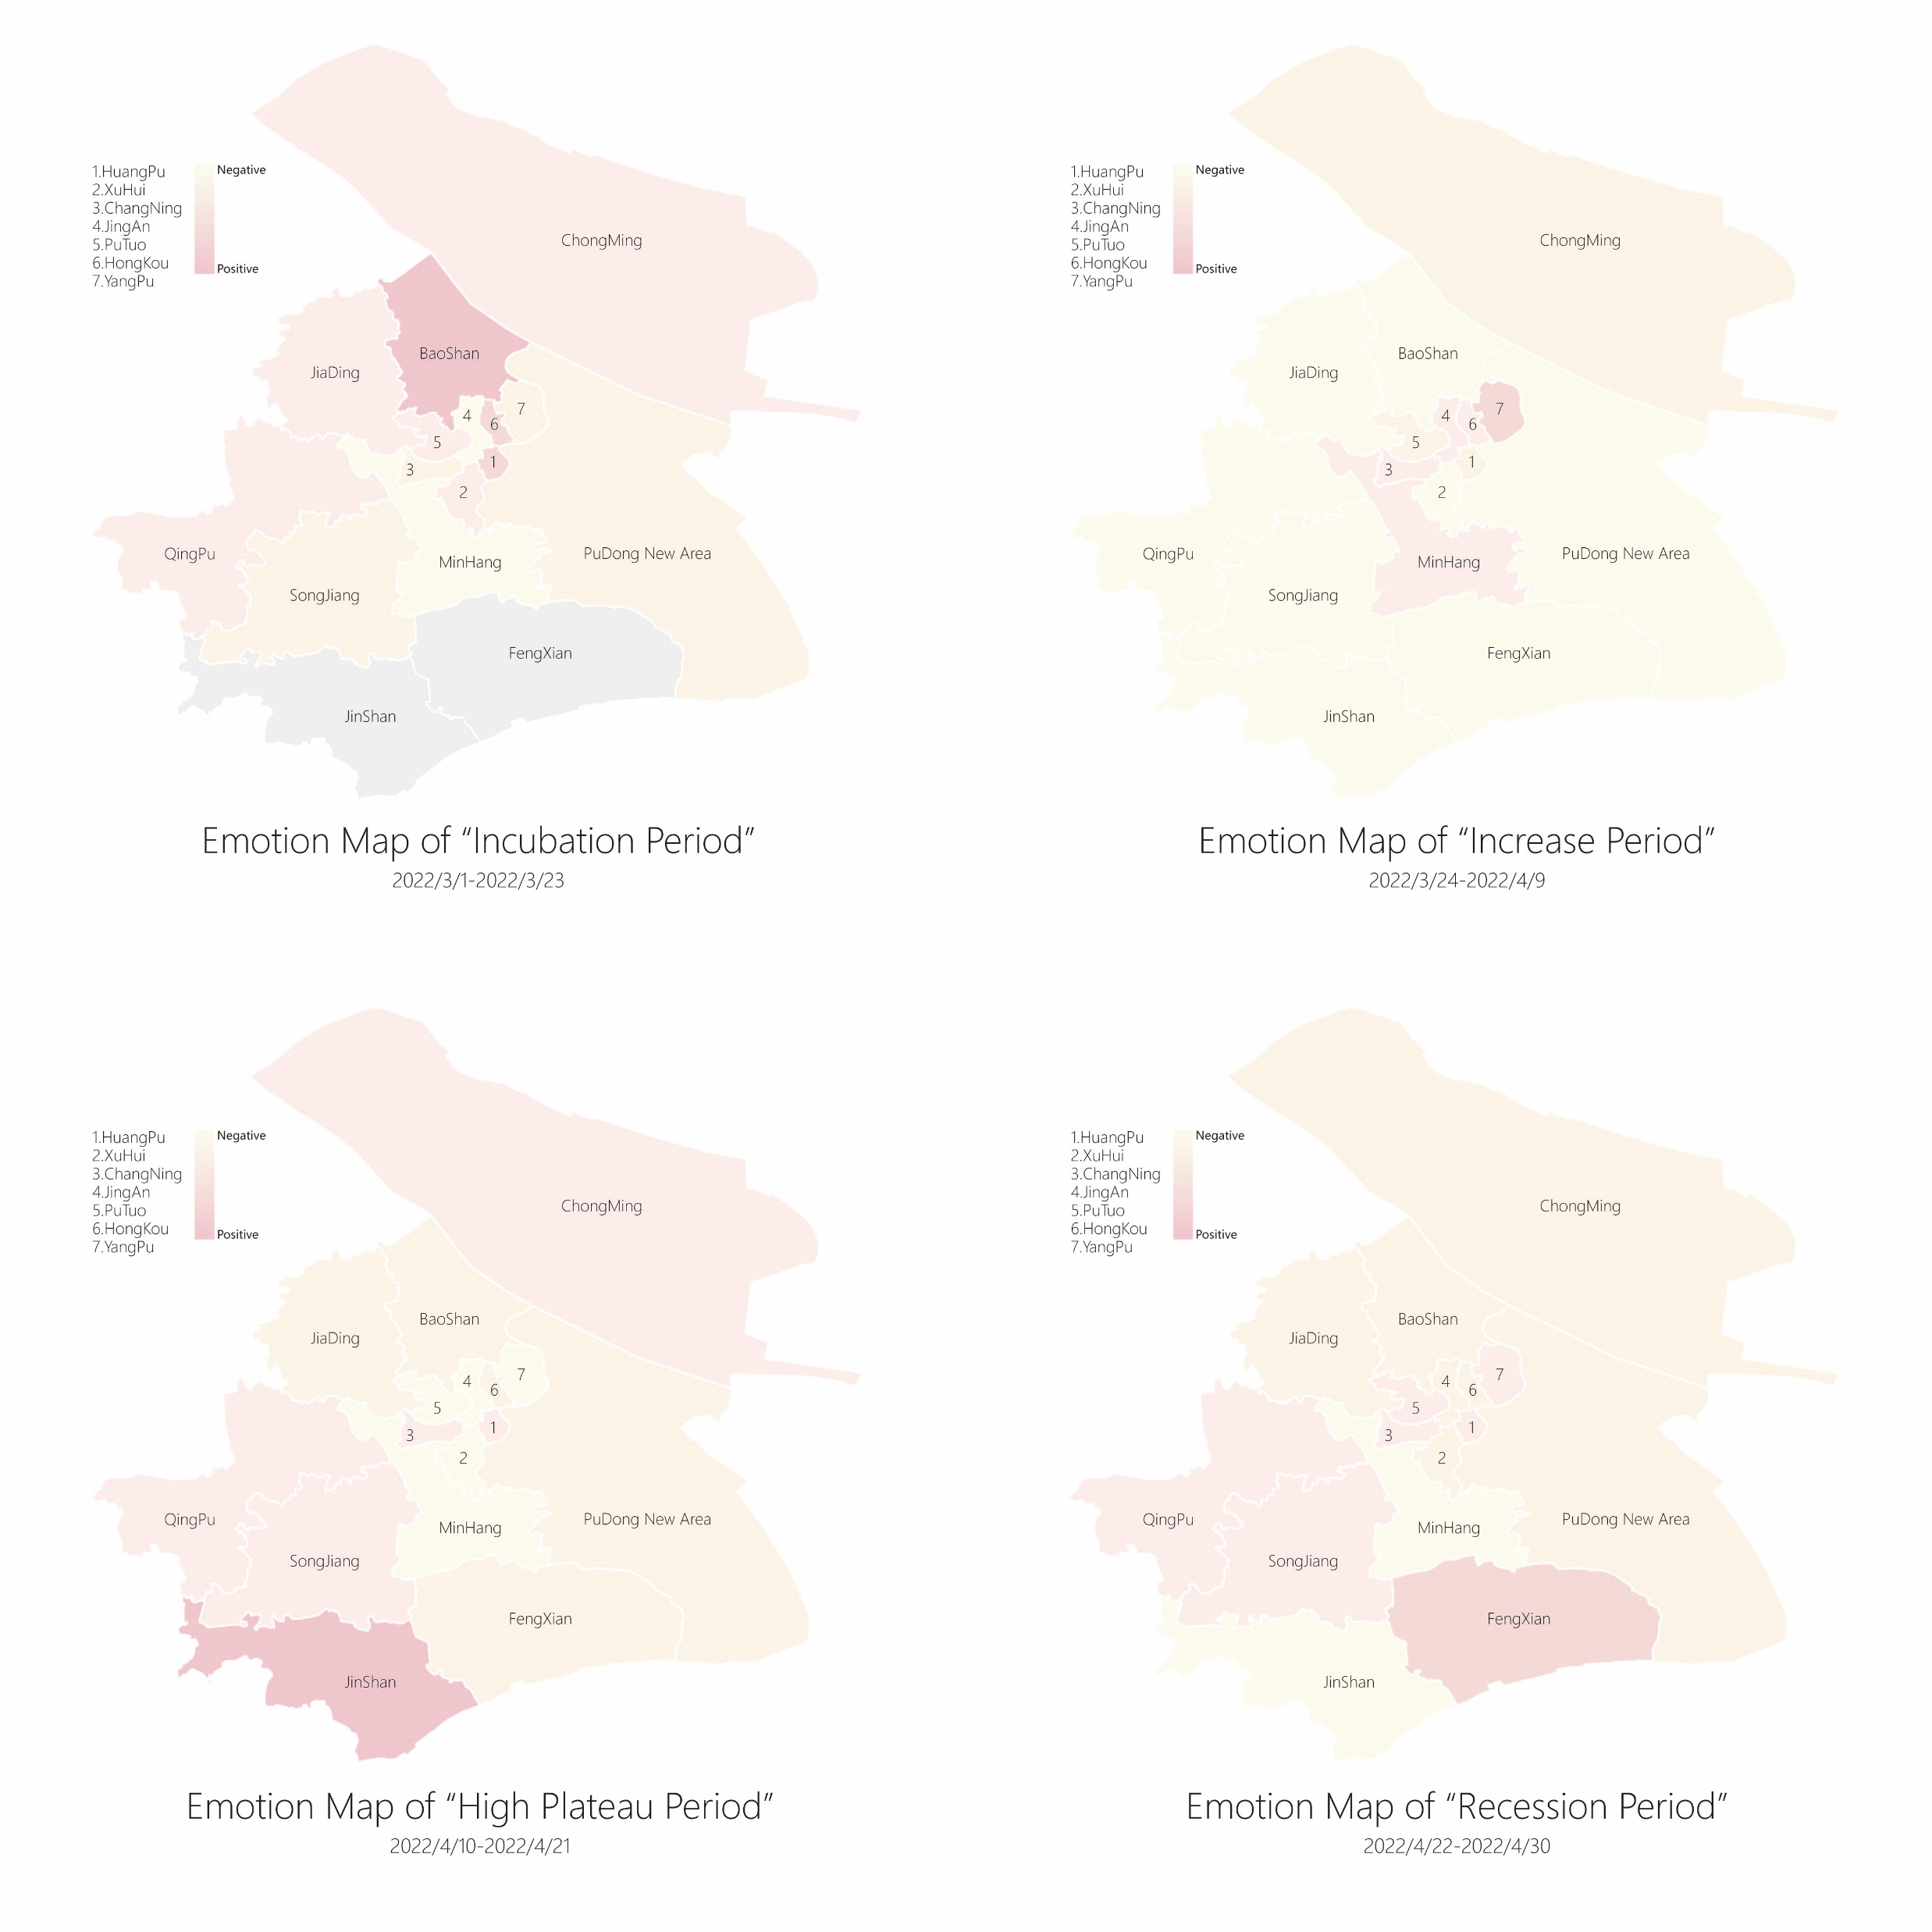 1.HuangPu
2.XuHui
3.ChangNing
4.JingAn
5.PuTuo
6.HongKou
7.YangPu
Negative
Positive
ChongMing
BaoShan
JiaDing
4
7
6
5
3
1
2
QingPu
MinHang
PuDong New Area
SongJiang
FengXian
JinShan
Emotion Map of “Incubation Period”
2022/3/1-2022/3/23
1.HuangPu
2.XuHui
3.ChangNing
4.JingAn
5.PuTuo
6.HongKou
7.YangPu
Negative
Positive
ChongMing
BaoShan
JiaDing
4
7
6
5
3
1
2
QingPu
MinHang
PuDong New Area
SongJiang
FengXian
JinShan
Emotion Map of “Increase Period”
2022/3/24-2022/4/9
1.HuangPu
2.XuHui
3.ChangNing
4.JingAn
5.PuTuo
6.HongKou
7.YangPu
Negative
Positive
ChongMing
BaoShan
JiaDing
4
7
6
5
3
1
2
QingPu
MinHang
PuDong New Area
SongJiang
FengXian
JinShan
Emotion Map of “High Plateau Period”
2022/4/10-2022/4/21
1.HuangPu
2.XuHui
3.ChangNing
4.JingAn
5.PuTuo
6.HongKou
7.YangPu
Negative
Positive
ChongMing
BaoShan
JiaDing
4
7
6
5
3
1
2
QingPu
MinHang
PuDong New Area
SongJiang
FengXian
JinShan
Emotion Map of “Recession Period”
2022/4/22-2022/4/30